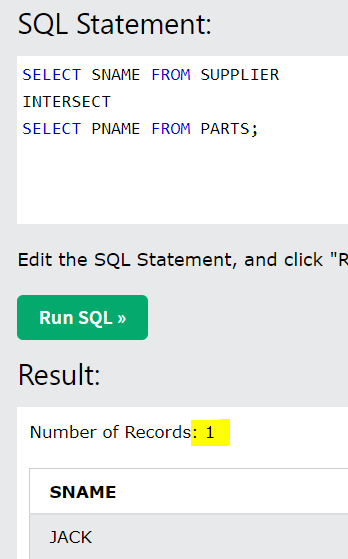 SQL Statement:
SELECT SNAME FROM SUPPLIER
INTERSECT
SELECT PNAME FROM PARTS;
Edit the SQL Statement, and click "R
Run SQL »
Result:
Number of Records: 1
SNAME
JACK